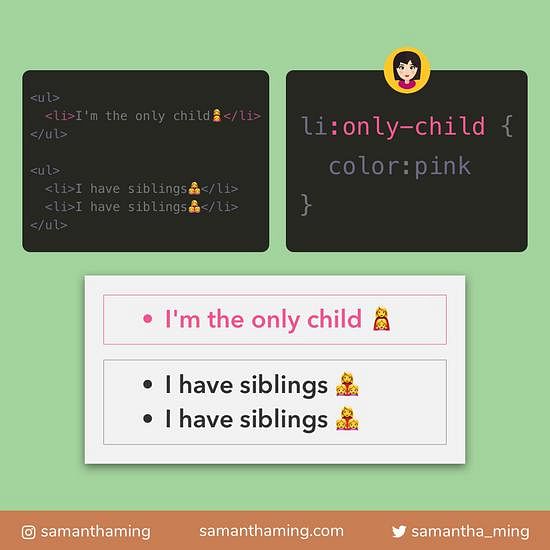 <ul>
  <li>I'm the only child👩‍👧</li>
</ul>
<ul>
  <li>I have siblings👩‍👧‍👧</li>
  <li>I have siblings👩‍👧‍👧</li>
</ul>
li:only-child {
  color:pink
}
• I'm the only child 👩‍👧
• I have siblings 👩‍👧‍👧
• I have siblings 👩‍👧‍👧
samanthaming
samanthaming.com
samantha_ming